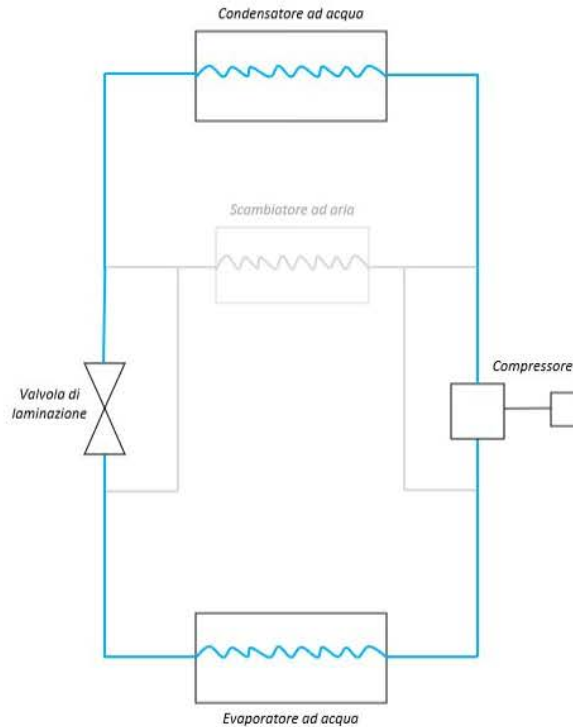 Condensatore ad acqua
Scambiatore ad aria
Compressore
Valvola di
laminazione
Evaporatore ad acqua